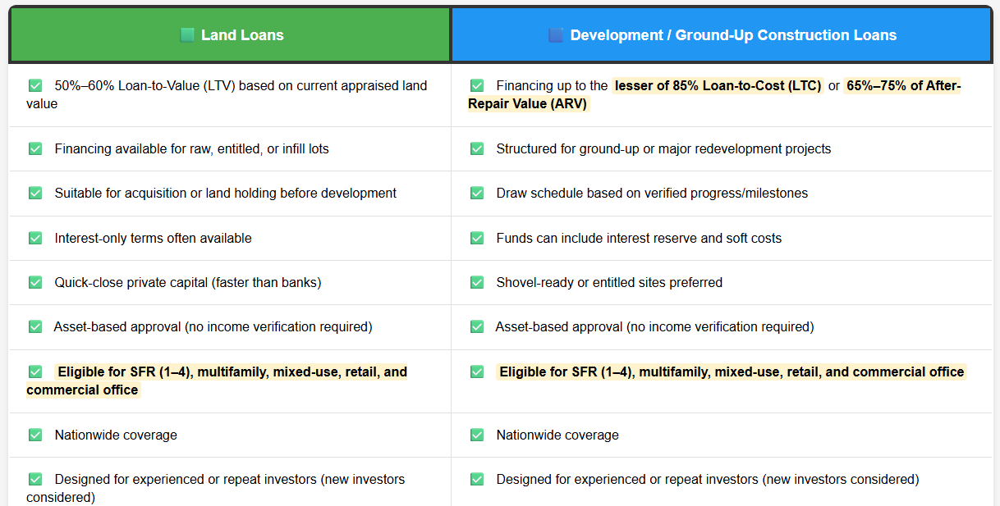 Land Loans
Development / Ground-Up Construction Loans
50%–60% Loan-to-Value (LTV) based on current appraised land
value
Financing up to the lesser of 85% Loan-to-Cost (LTC) or 65%–75% of After-
Repair Value (ARV)
Financing available for raw, entitled, or infill lots
Structured for ground-up or major redevelopment projects
Suitable for acquisition or land holding before development
Draw schedule based on verified progress/milestones
Interest-only terms often available
Funds can include interest reserve and soft costs
Quick-close private capital (faster than banks)
Shovel-ready or entitled sites preferred
Asset-based approval (no income verification required)
Asset-based approval (no income verification required)
Eligible for SFR (1–4), multifamily, mixed-use, retail, and
commercial office
Eligible for SFR (1–4), multifamily, mixed-use, retail, and commercial office
Nationwide coverage
Nationwide coverage
Designed for experienced or repeat investors (new investors
considered)
Designed for experienced or repeat investors (new investors considered)